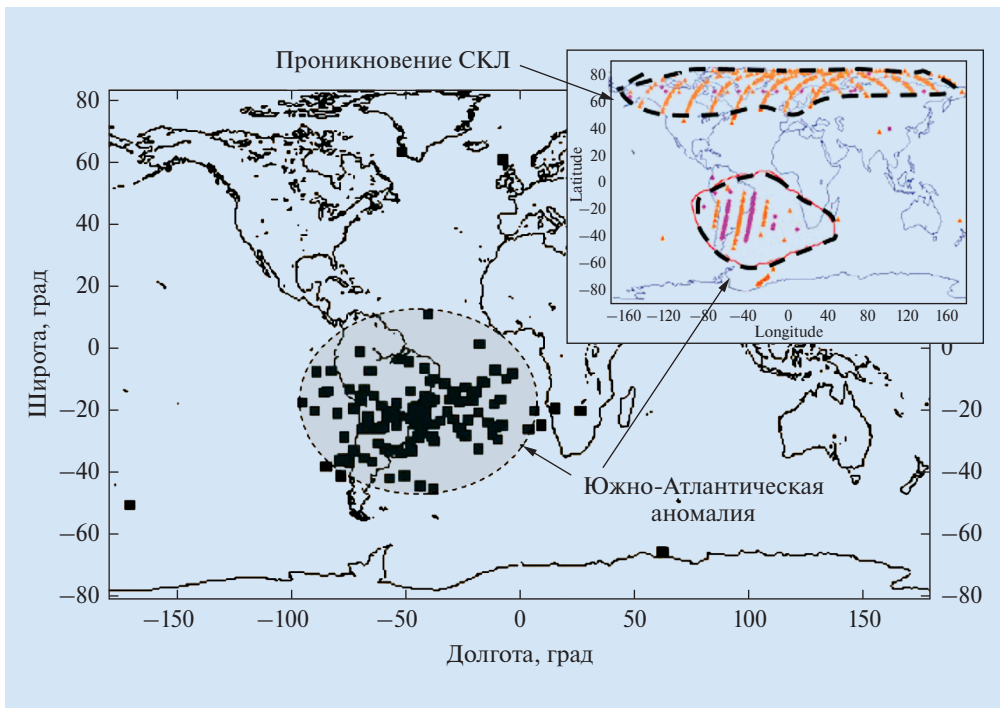 Проникновение СКЛ
80
60
40
20
0
−20
−40
−60
−80
Latitude
−160 −120 −80 −40 0 40 80 120 160
Longitude
80
60
40
20
0
−20
−40
−60
−80
Широта, град
0
−20
−40
−60
−80
Южно-Атлантическая
аномалия
−150 −100 −50 0 50 100 150
Долгота, град